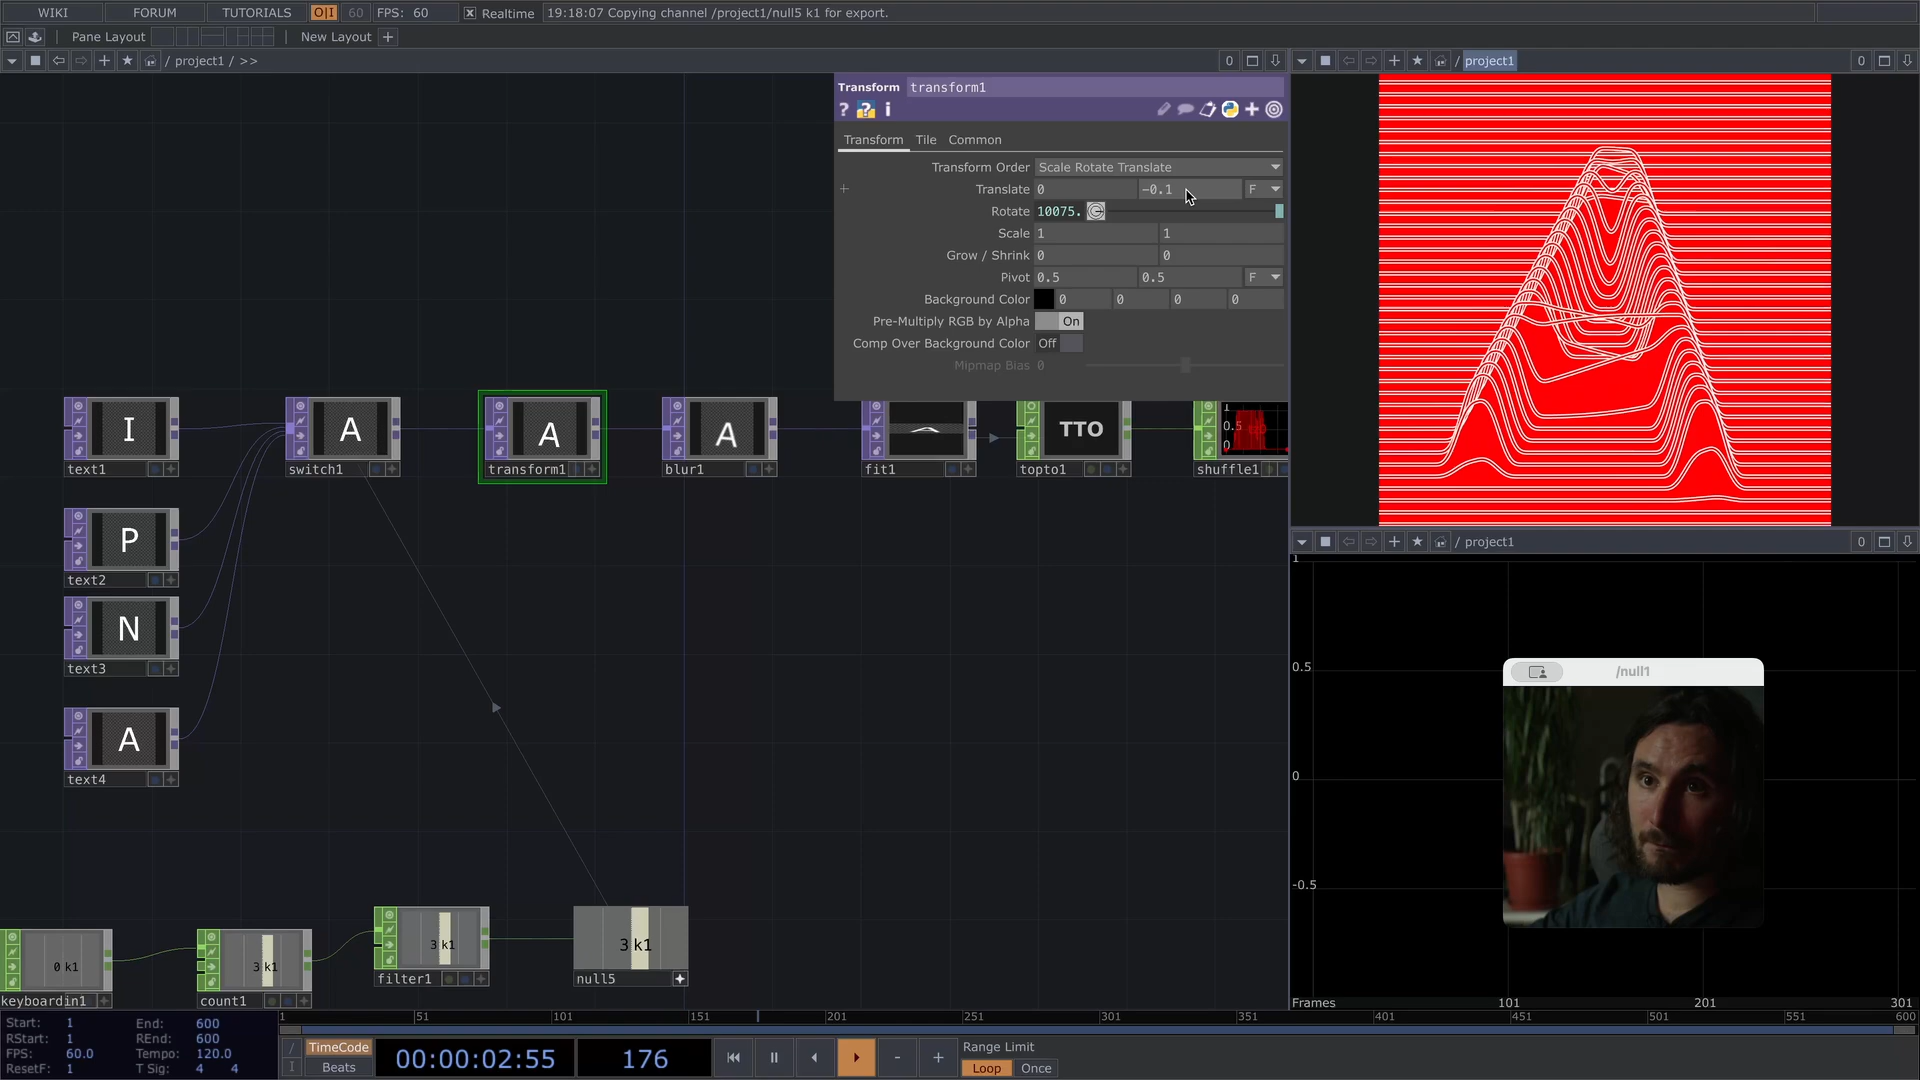 WIKI FORUM TUTORIALS O|I 60 FPS: 60 Realtime 19:18:07 Copying channel /project1/null5 k1 for export.
Pane Layout New Layout +
/ project1 / >> 0 / project1 0
Transform transform1
? ? i
Transform Tile Common
Transform Order Scale Rotate Translate
Translate 0 -0.1 F
Rotate 10075.
Scale 1 1
Grow / Shrink 0 0
Pivot 0.5 0.5 F
Background Color 0 0 0 0
Pre-Multiply RGB by Alpha On
Comp Over Background Color Off
Mipmap Bias 0
I
text1
A
switch1
A
transform1
A
blur1
fit1
TTO
topto1
1
0.5
0
shuffle1
P
text2
N
text3
A
text4
/ project1 0
1
0.5
0
-0.5
/null1
Frames 101 201 301
0 k1
keyboardin1
3 k1
count1
3 k1
filter1
3 k1
null5
1 51 101 151 201 251 301 351 401 451 501 551 600
Start: 1 End: 600
RStart: 1 REnd: 600
FPS: 60.0 Tempo: 120.0
ResetF: 1 T Sig: 4 4
TimeCode
Beats
00:00:02:55
176
- +
Range Limit
Loop Once